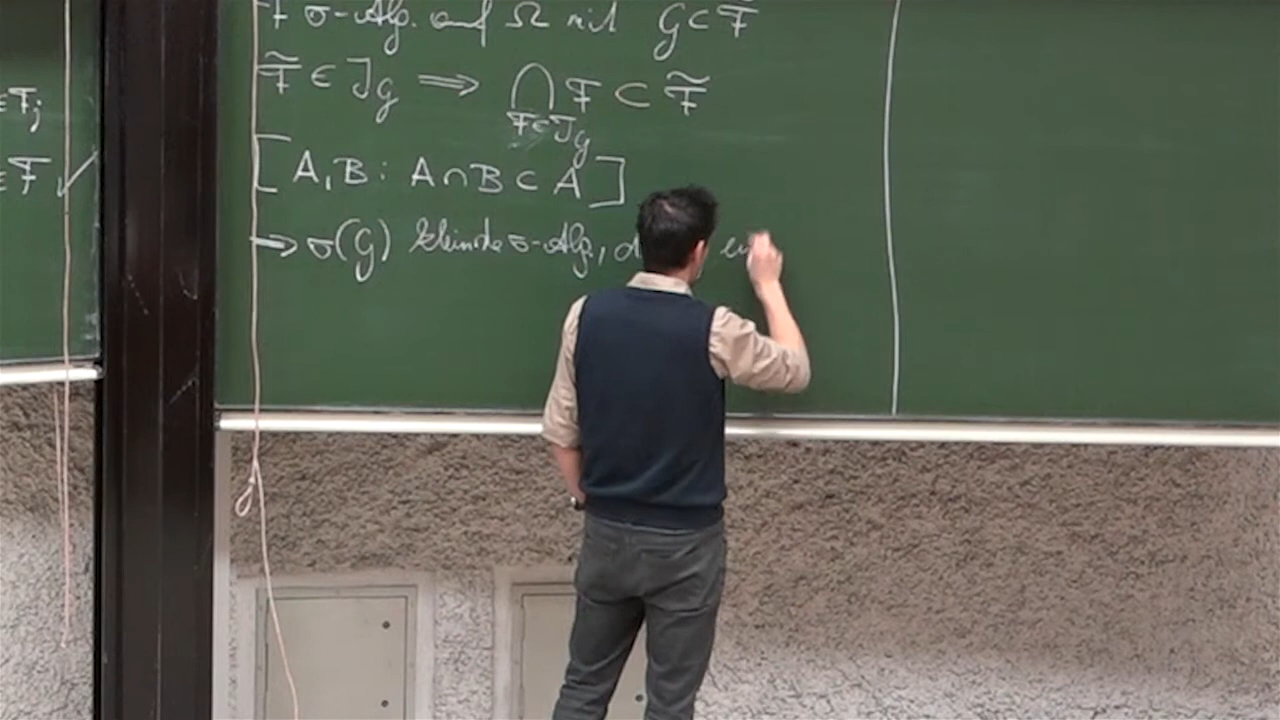 ∈ F_j
∈ F ✓
F̃ σ-Alg. auf Ω mit G ⊂ F̃
F̃ ∈ J_G ⟹ ⋂_{F∈J_G} F ⊂ F̃
[A, B : A ∩ B ⊂ A]
→ σ(G) kleinste σ-Alg.,